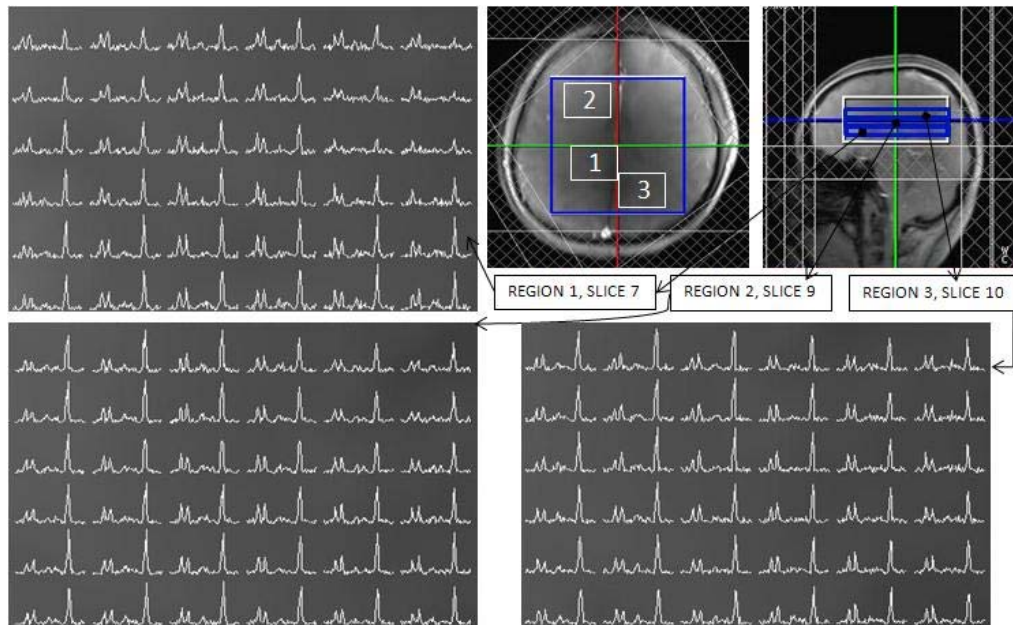 2
1
3
REGION 1, SLICE 7
REGION 2, SLICE 9
REGION 3, SLICE 10